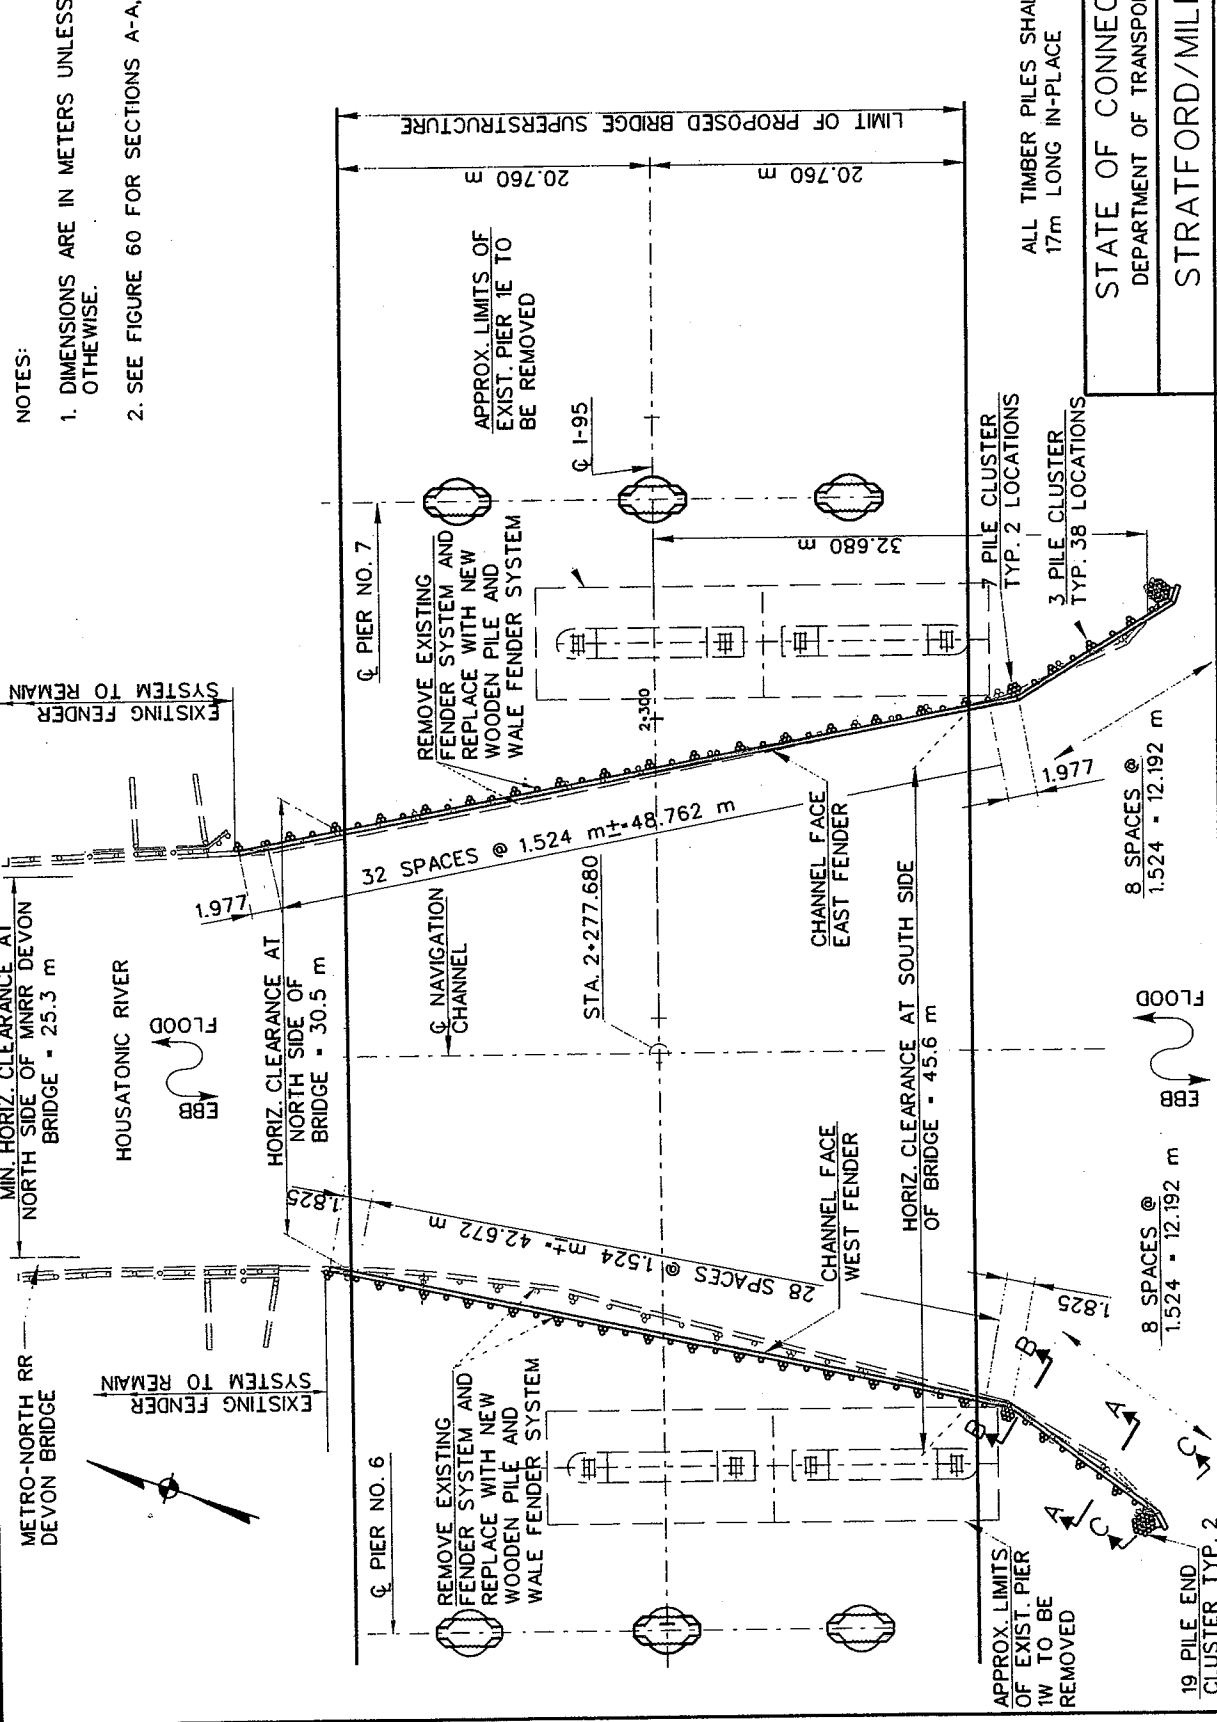 NOTES:
1. DIMENSIONS ARE IN METERS UNLESS
OTHEWISE.
2. SEE FIGURE 60 FOR SECTIONS A-A,
METRO-NORTH RR
DEVON BRIDGE
MIN. HORIZ. CLEARANCE AT
NORTH SIDE OF MNRR DEVON
BRIDGE = 25.3 m
EXISTING FENDER
SYSTEM TO REMAIN
EXISTING FENDER
SYSTEM TO REMAIN
HOUSATONIC RIVER
EBB
FLOOD
HORIZ. CLEARANCE AT
NORTH SIDE OF
BRIDGE = 30.5 m
1.977
1.825
LIMIT OF PROPOSED BRIDGE SUPERSTRUCTURE
20.760 m
20.760 m
℄ PIER NO. 6
℄ PIER NO. 7
REMOVE EXISTING
FENDER SYSTEM AND
REPLACE WITH NEW
WOODEN PILE AND
WALE FENDER SYSTEM
28 SPACES @ 1.524 m±= 42.672 m
℄ NAVIGATION
CHANNEL
32 SPACES @ 1.524 m±=48.762 m
REMOVE EXISTING
FENDER SYSTEM AND
REPLACE WITH NEW
WOODEN PILE AND
WALE FENDER SYSTEM
APPROX. LIMITS OF
EXIST. PIER 1E TO
BE REMOVED
℄ I-95
STA. 2+277.680
2+300
32.680 m
CHANNEL FACE
WEST FENDER
CHANNEL FACE
EAST FENDER
HORIZ. CLEARANCE AT SOUTH SIDE
OF BRIDGE = 45.6 m
APPROX. LIMITS
OF EXIST. PIER
1W TO BE
REMOVED
7 PILE CLUSTER
TYP. 2 LOCATIONS
3 PILE CLUSTER
TYP. 38 LOCATIONS
1.825
1.977
B
B
A
A
C
C
8 SPACES @
1.524 = 12.192 m
EBB
FLOOD
8 SPACES @
1.524 = 12.192 m
19 PILE END
CLUSTER TYP. 2
ALL TIMBER PILES SHAL
17m LONG IN-PLACE
STATE OF CONNEC
DEPARTMENT OF TRANSPOR
STRATFORD/MIL